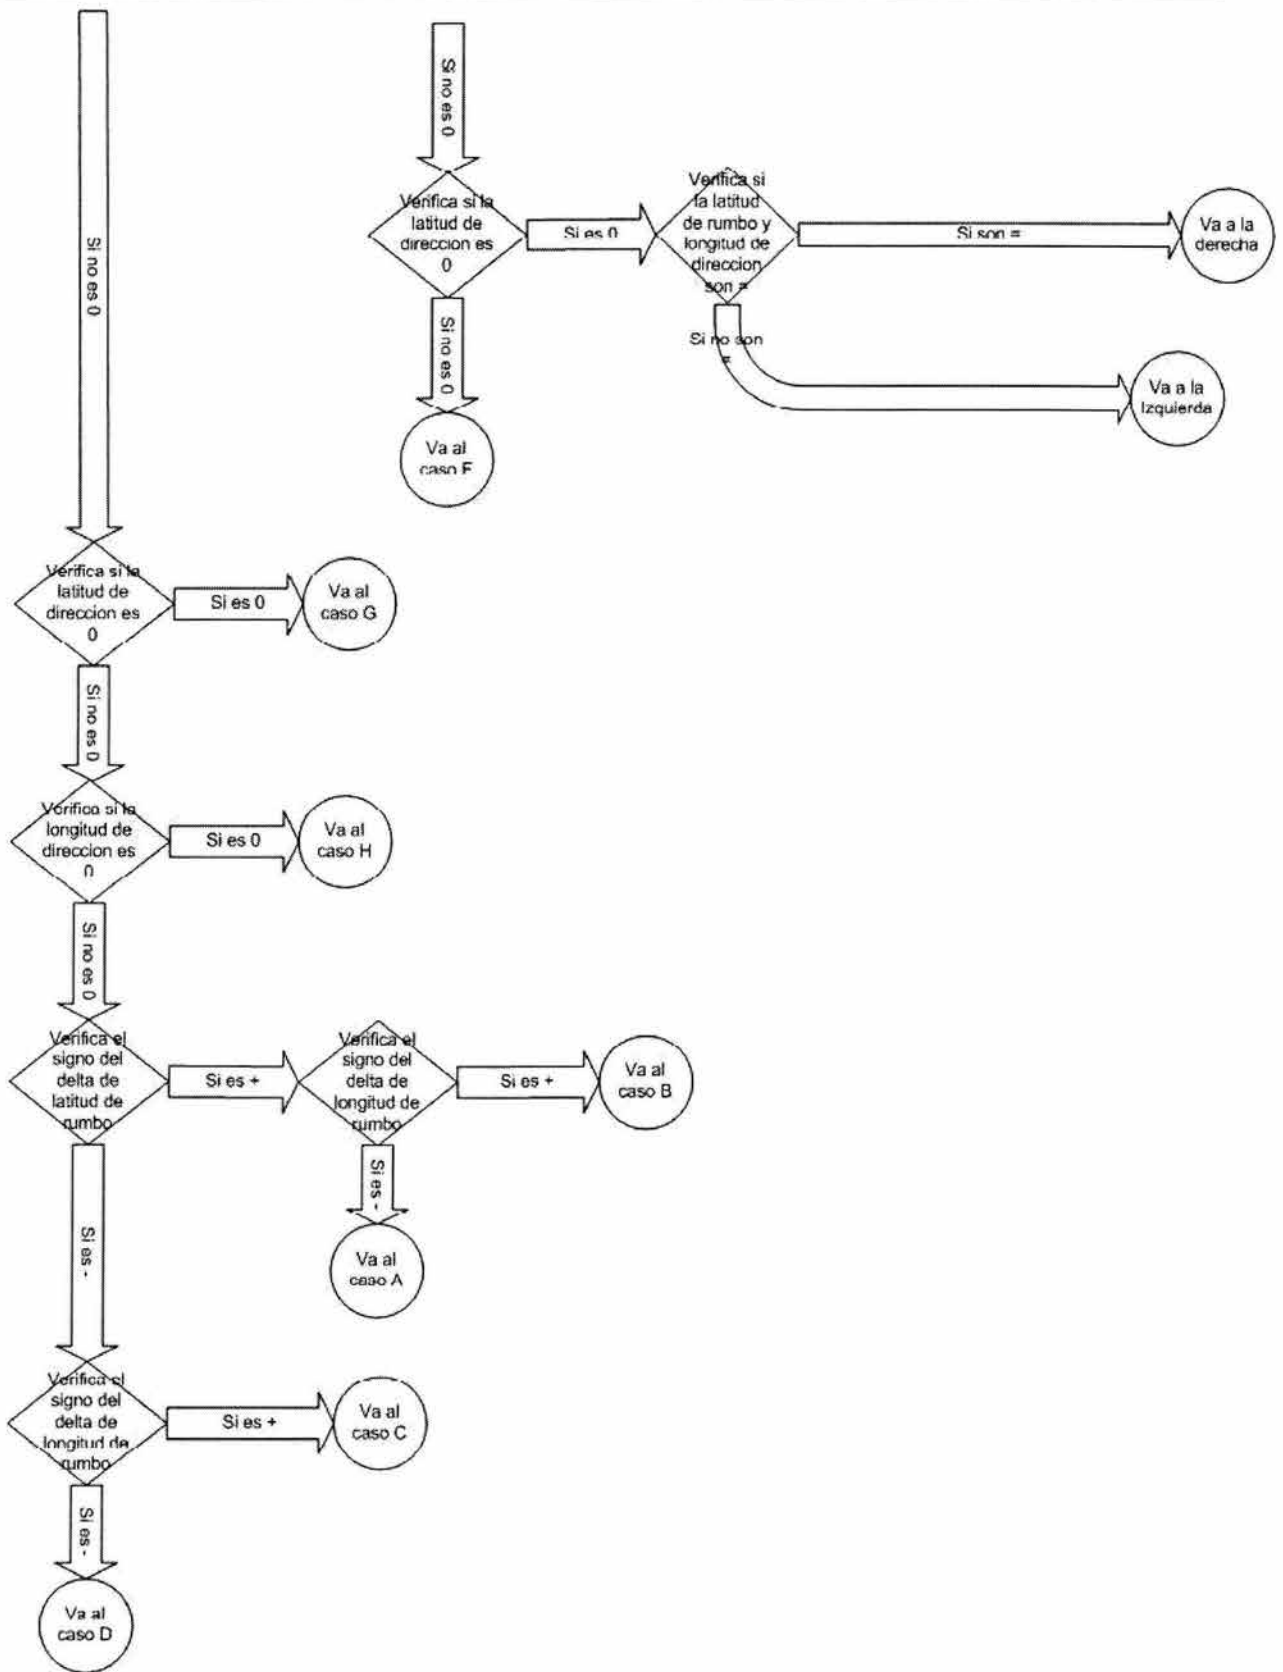 Si no es 0
Verifica si la
latitud de
direccion es
0
Si es 0
Verifica si
la latitud
de rumbo y
longitud de
direccion
son =
Si son =
Va a la
derecha
Si no son
=
Va a la
Izquierda
Si no es 0
Va al
caso F
Si no es 0
Verifica si la
latitud de
direccion es
0
Si es 0
Va al
caso G
Si no es 0
Verifica si la
longitud de
direccion es
0
Si es 0
Va al
caso H
Si no es 0
Verifica el
signo del
delta de
latitud de
rumbo
Si es +
Verifica el
signo del
delta de
longitud de
rumbo
Si es +
Va al
caso B
Si es -
Va al
caso A
Si es -
Verifica el
signo del
delta de
longitud de
rumbo
Si es +
Va al
caso C
Si es -
Va al
caso D